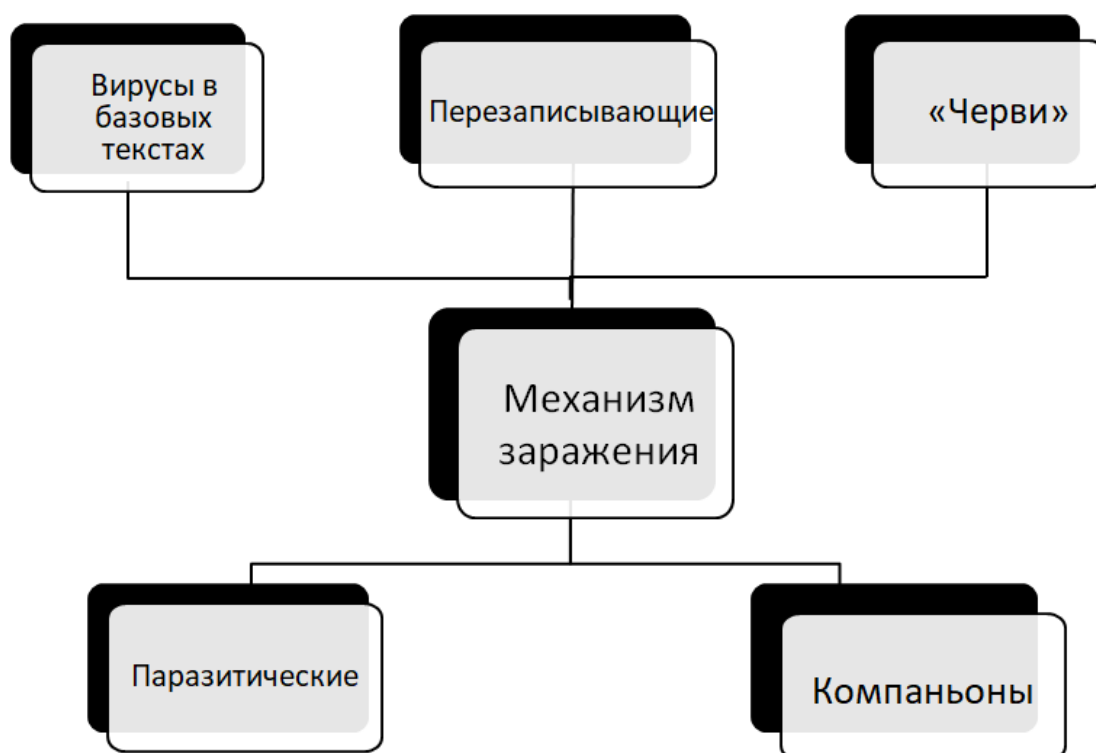 Вирусы в
базовых
текстах
Перезаписывающие
«Черви»
Механизм
заражения
Паразитические
Компаньоны